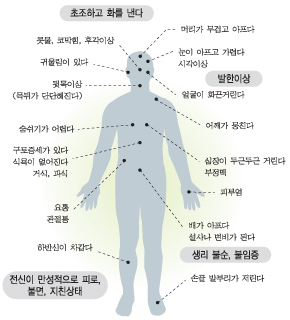 초조하고 화를 낸다
머리가 무겁고 아프다
콧물, 코막힘, 후각이상
눈이 아프고 가렵다
시각이상
귀울림이 있다
발한이상
뒷목이상
(목뒤가 단단해진다)
얼굴이 화끈거린다
어깨가 뭉친다
숨쉬기가 어렵다
구토증세가 있다
식욕이 없어진다
거식, 과식
심장이 두근두근 거린다
부정맥
피부염
요통
관절통
배가 아프다
설사나 변비가 된다
하반신이 차갑다
생리 불순, 불임증
전신이 만성적으로 피로,
불면, 지친상태
손끝 발부리가 저린다